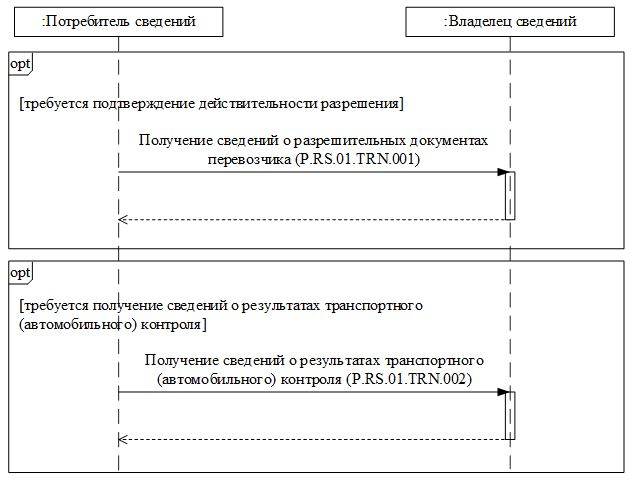 :Потребитель сведений
:Владелец сведений
opt
[требуется подтверждение действительности разрешения]
Получение сведений о разрешительных документах
перевозчика (P.RS.01.TRN.001)
opt
[требуется получение сведений о результатах транспортного
(автомобильного) контроля]
Получение сведений о результатах транспортного
(автомобильного) контроля (P.RS.01.TRN.002)